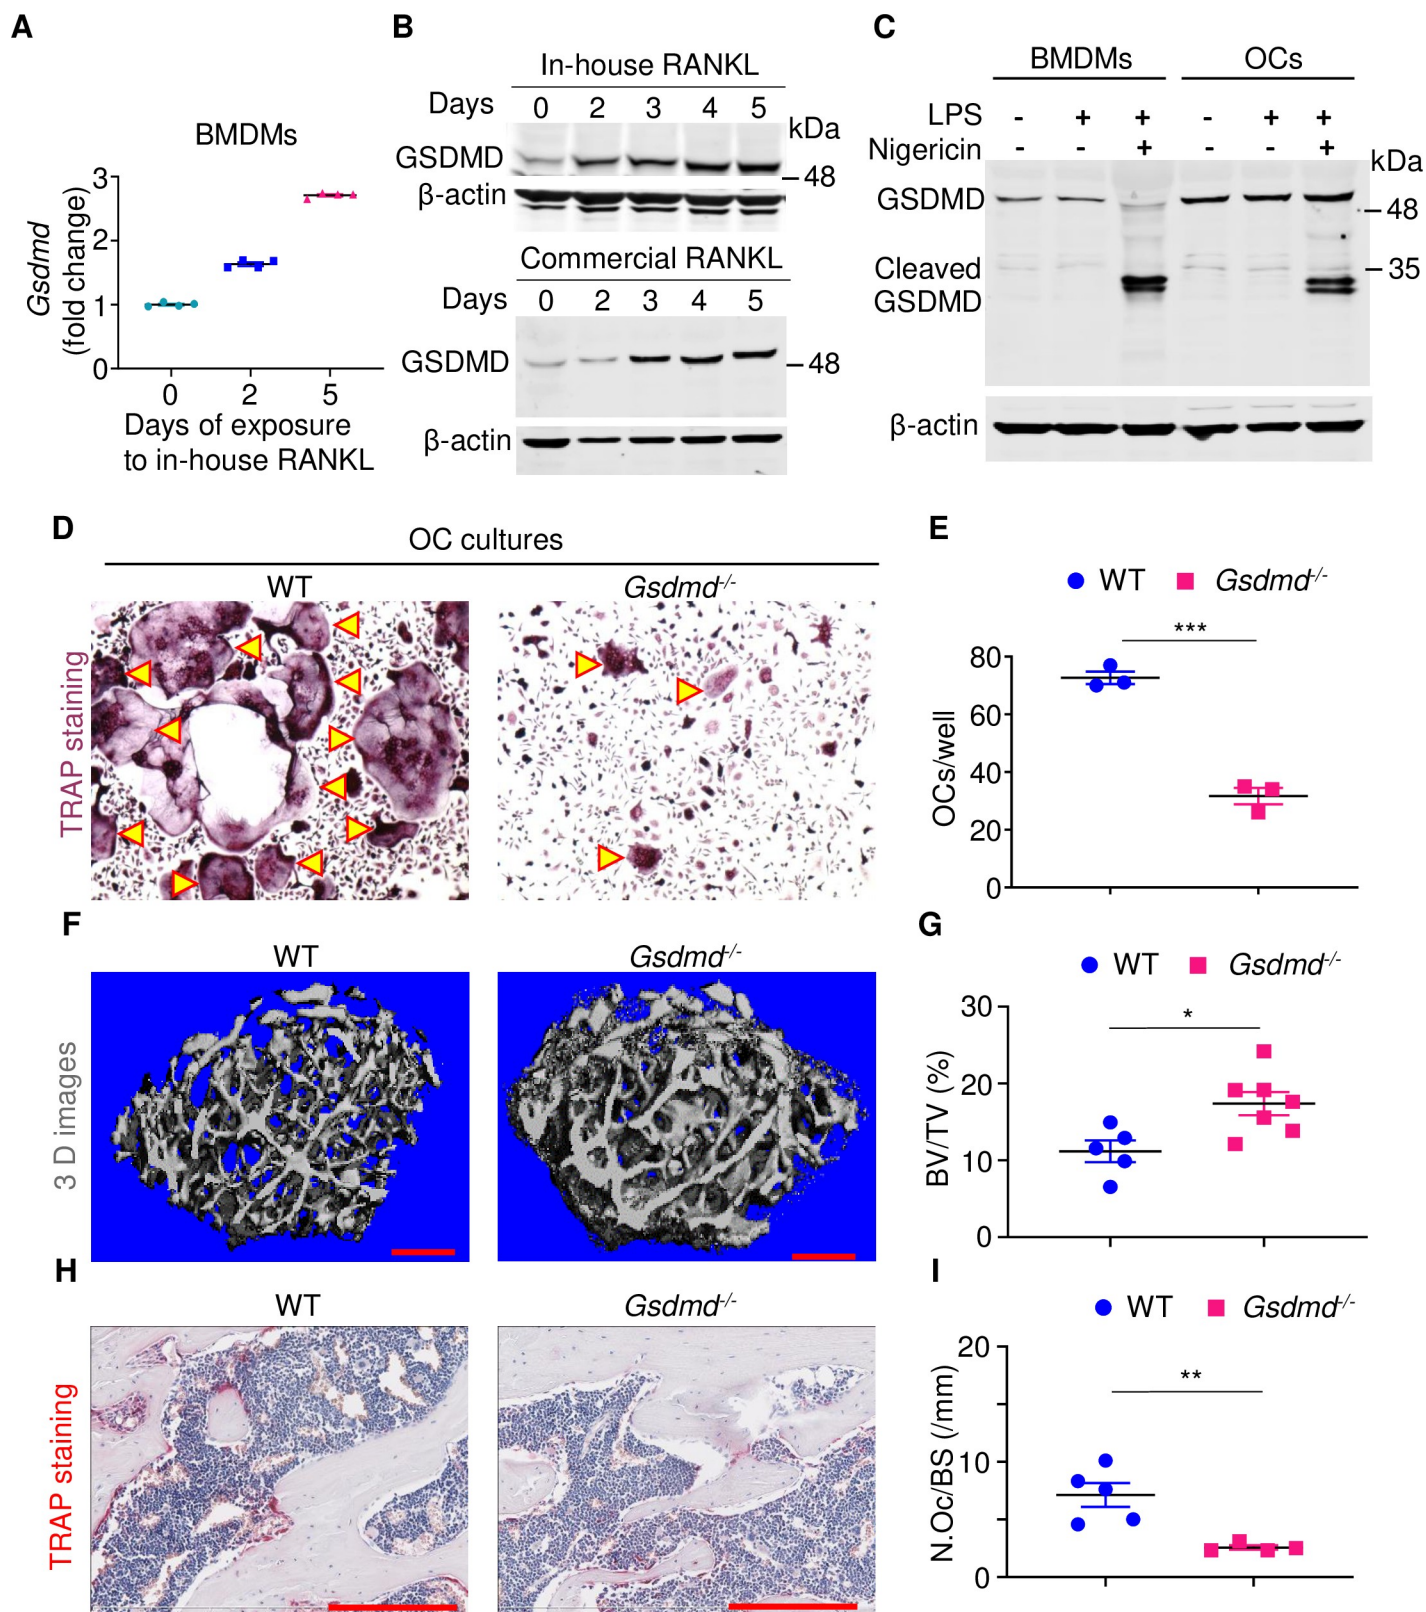 A
BMDMs
Gsdmd
(fold change)
3
2
1
0
0 2 5
Days of exposure
to in-house RANKL
B
In-house RANKL
Days 0 2 3 4 5
kDa
GSDMD
48
β-actin
Commercial RANKL
Days 0 2 3 4 5
GSDMD
48
β-actin
C
BMDMs OCs
LPS - + + - + +
Nigericin - - + - - +
kDa
GSDMD
48
Cleaved
GSDMD
35
β-actin
D
OC cultures
WT Gsdmd-/-
TRAP staining
E
WT Gsdmd-/-
***
OCs/well
80
60
40
20
0
F
WT Gsdmd-/-
3 D images
G
WT Gsdmd-/-
*
BV/TV (%)
30
20
10
0
H
WT Gsdmd-/-
TRAP staining
I
WT Gsdmd-/-
**
N.Oc/BS (/mm)
20
10
0